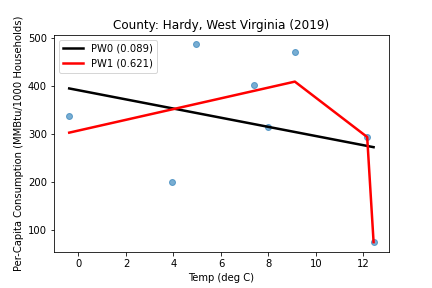 County: Hardy, West Virginia (2019)
PW0 (0.089)
PW1 (0.621)
Per-Capita Consumption (MMBtu/1000 Households)
500
400
300
200
100
0 2 4 6 8 10 12
Temp (deg C)